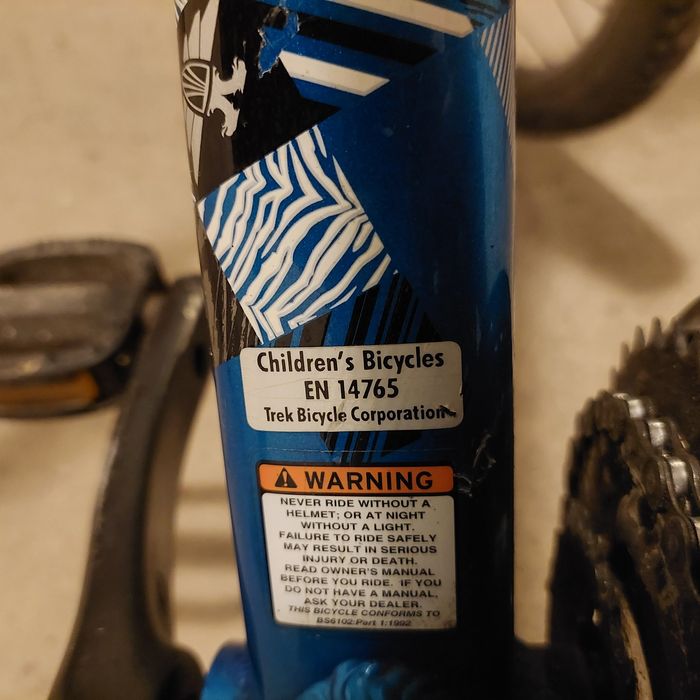 Children's Bicycles
EN 14765
Trek Bicycle Corporation
WARNING
NEVER RIDE WITHOUT A
HELMET; OR AT NIGHT
WITHOUT A LIGHT.
FAILURE TO RIDE SAFELY
MAY RESULT IN SERIOUS
INJURY OR DEATH.
READ OWNER'S MANUAL
BEFORE YOU RIDE. IF YOU
DO NOT HAVE A MANUAL,
ASK YOUR DEALER.
THIS BICYCLE CONFORMS TO
BS6102:Part 1:1992